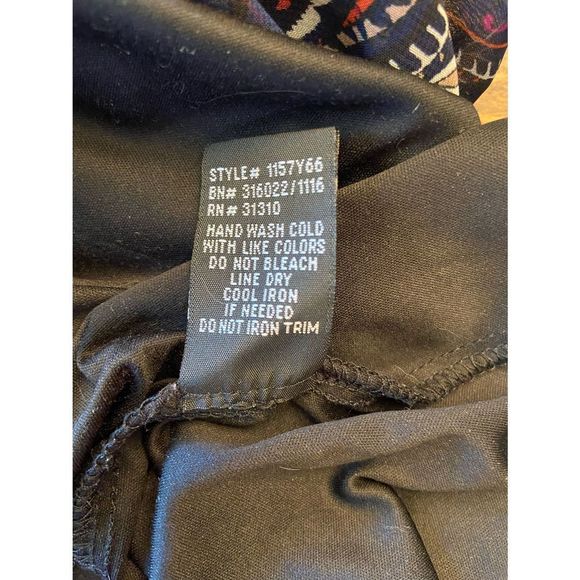 STYLE# 1157Y66
BN# 316022/1116
RN# 31310
HAND WASH COLD
WITH LIKE COLORS
DO NOT BLEACH
LINE DRY
COOL IRON
IF NEEDED
DO NOT IRON TRIM